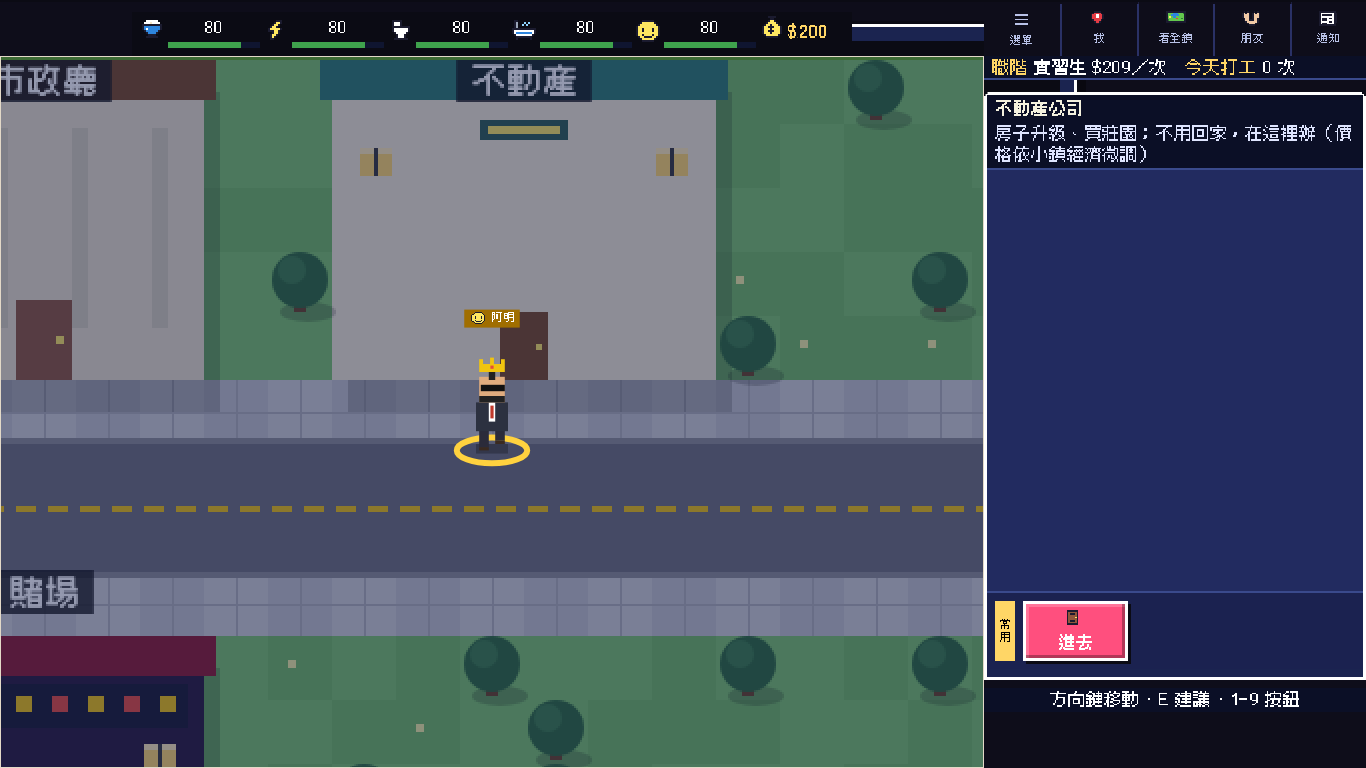 80 80 80 80 80 $200
選單 我 看全鎮 朋友 通知
職階 實習生 $209/次 今天打工 0 次
市政廳 不動產
不動產公司
房子升級、買莊園；不用回家，在這裡辦（價
格依小鎮經濟微調）
阿明
賭場
常用
進去
方向鍵移動 · E 建議 · 1-9 按鈕